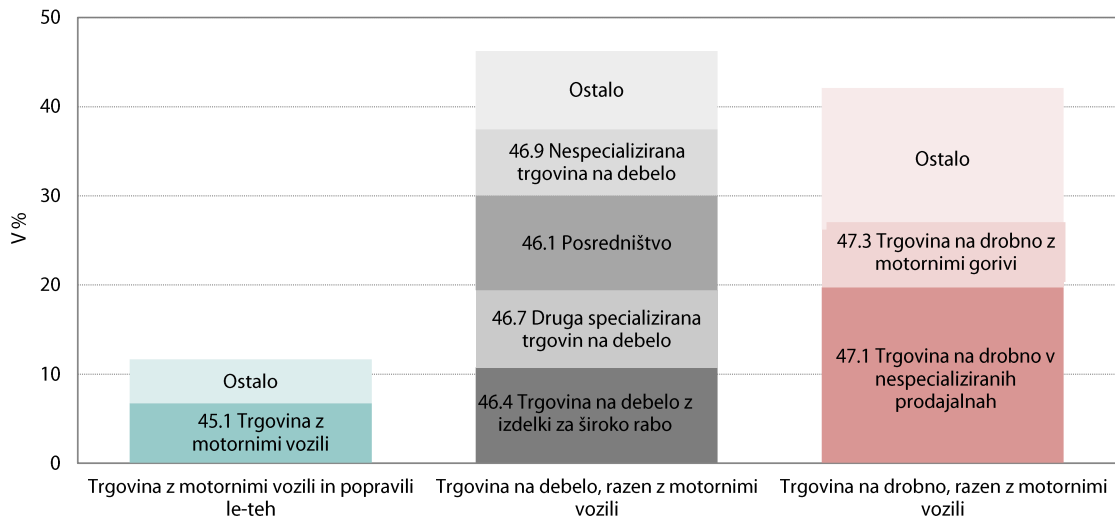 50
40
30
20
10
0
V %
Ostalo
45.1 Trgovina z
motornimi vozili
Ostalo
46.9 Nespecializirana
trgovina na debelo
46.1 Posredništvo
46.7 Druga specializirana
trgovin na debelo
46.4 Trgovina na debelo z
izdelki za široko rabo
Ostalo
47.3 Trgovina na drobno z
motornimi gorivi
47.1 Trgovina na drobno v
nespecializiranih
prodajalnah
Trgovina z motornimi vozili in popravili
le-teh
Trgovina na debelo, razen z motornimi
vozili
Trgovina na drobno, razen z motornimi
vozili